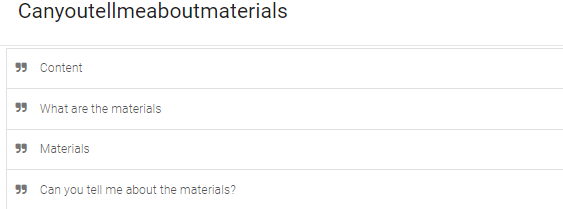 Canyoutellmeaboutmaterials
Content
What are the materials
Materials
Can you tell me about the materials?